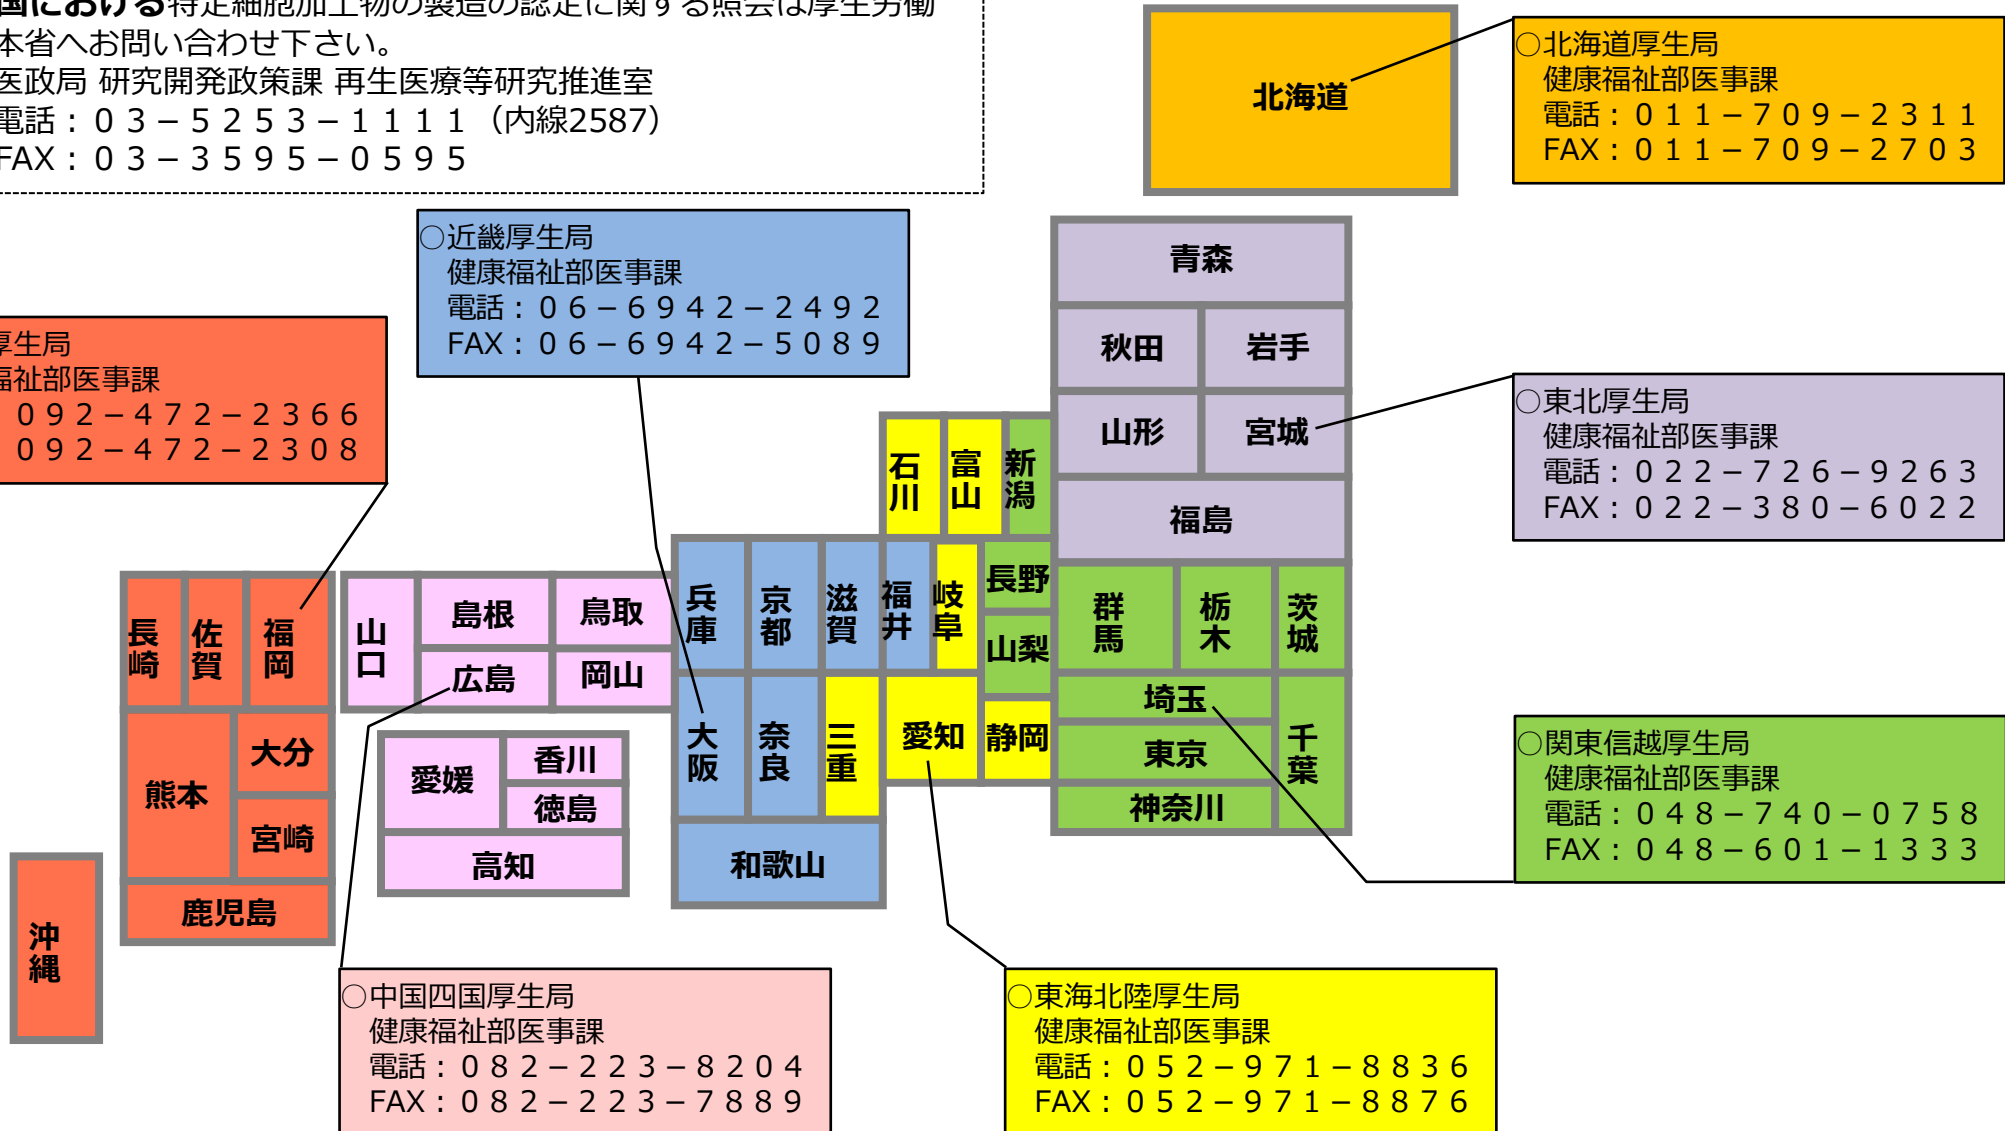 国における特定細胞加工物の製造の認定に関する照会は厚生労働
本省へお問い合わせ下さい。
医政局 研究開発政策課 再生医療等研究推進室
電話：０３－５２５３－１１１１（内線2587）
FAX：０３－３５９５－０５９５
北海道
○北海道厚生局
健康福祉部医事課
電話：０１１－７０９－２３１１
FAX：０１１－７０９－２７０３
○近畿厚生局
健康福祉部医事課
電話：０６－６９４２－２４９２
FAX：０６－６９４２－５０８９
厚生局
福祉部医事課
０９２－４７２－２３６６
０９２－４７２－２３０８
青森
秋田
岩手
山形
宮城
福島
○東北厚生局
健康福祉部医事課
電話：０２２－７２６－９２６３
FAX：０２２－３８０－６０２２
石川
富山
新潟
長崎
佐賀
福岡
山口
島根
鳥取
広島
岡山
兵庫
京都
滋賀
福井
岐阜
長野
山梨
群馬
栃木
茨城
埼玉
東京
神奈川
千葉
大阪
奈良
三重
愛知
静岡
和歌山
愛媛
香川
徳島
高知
熊本
大分
宮崎
鹿児島
沖縄
○関東信越厚生局
健康福祉部医事課
電話：０４８－７４０－０７５８
FAX：０４８－６０１－１３３３
○中国四国厚生局
健康福祉部医事課
電話：０８２－２２３－８２０４
FAX：０８２－２２３－７８８９
○東海北陸厚生局
健康福祉部医事課
電話：０５２－９７１－８８３６
FAX：０５２－９７１－８８７６